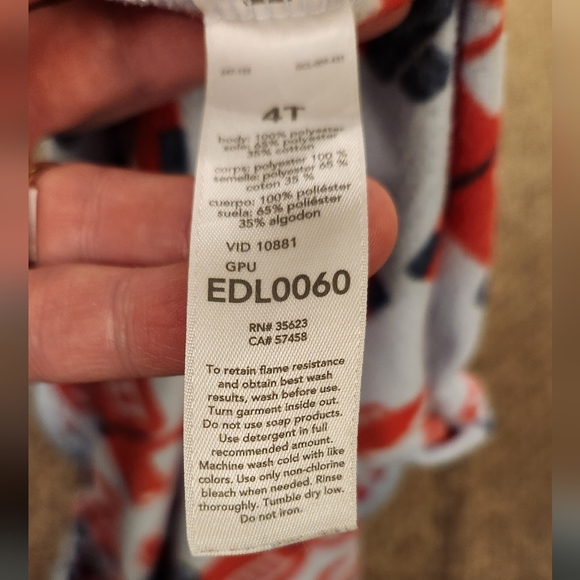 4T
body: 100% polyester
sole: 65% polyester
35% cotton
corps: polyester 100 %
semelle: polyester 65 %
coton 35 %
cuerpo: 100% poliéster
suela: 65% poliéster
35% algodon
VID 10881
GPU
EDL0060
RN# 35623
CA# 57458
To retain flame resistance
and obtain best wash
results, wash before use.
Turn garment inside out.
Do not use soap products.
Use detergent in full
recommended amount.
Machine wash cold with like
colors. Use only non-chlorine
bleach when needed. Rinse
thoroughly. Tumble dry low.
Do not iron.